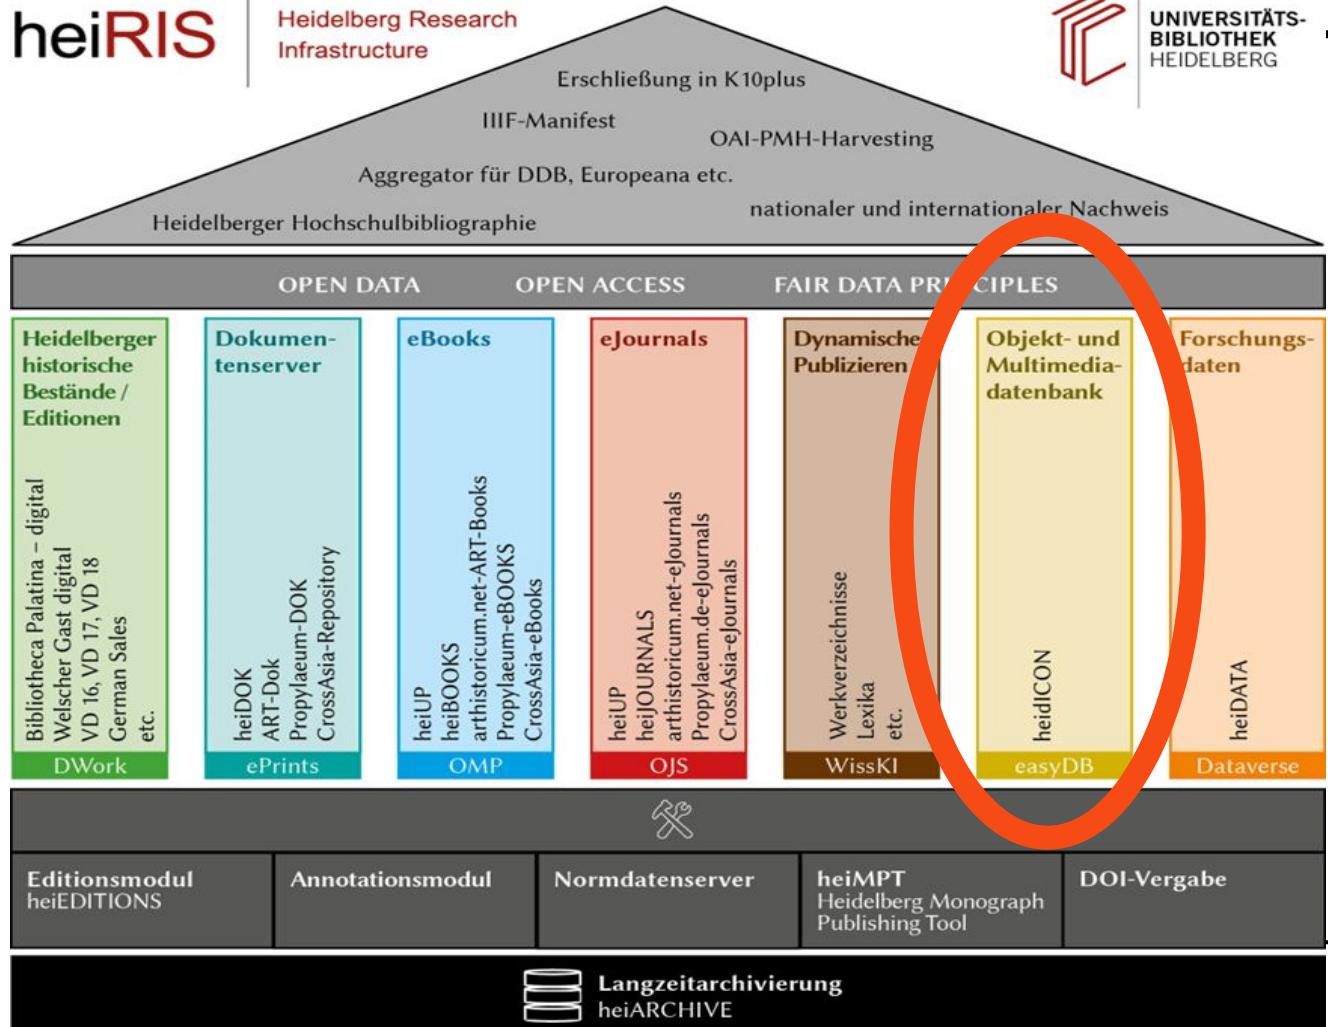 heiRIS
Heidelberg Research
Infrastructure
UNIVERSITÄTS-
BIBLIOTHEK
HEIDELBERG
Erschließung in K10plus
IIIF-Manifest
OAI-PMH-Harvesting
Aggregator für DDB, Europeana etc.
nationaler und internationaler Nachweis
Heidelberger Hochschulbibliographie
OPEN DATA OPEN ACCESS FAIR DATA PRINCIPLES
Heidelberger
historische
Bestände /
Editionen
Bibliotheca Palatina – digital
Welscher Gast digital
VD 16, VD 17, VD 18
German Sales
etc.
DWork
Dokumen-
tenserver
heiDOK
ART-Dok
Propylaeum-DOK
CrossAsia-Repository
ePrints
eBooks
heiUP
heiBOOKS
arthistoricum.net-ART-Books
Propylaeum-eBOOKS
CrossAsia-eBooks
OMP
eJournals
heiUP
heiJOURNALS
arthistoricum.net-eJournals
Propylaeum.de-eJournals
CrossAsia-eJournals
OJS
Dynamische
Publizieren
Werkverzeichnisse
Lexika
etc.
WissKI
Objekt- und
Multimedia-
datenbank
heidICON
easyDB
Forschungs-
daten
heiDATA
Dataverse
Editionsmodul
heiEDITIONS
Annotationsmodul
Normdatenserver
heiMPT
Heidelberg Monograph
Publishing Tool
DOI-Vergabe
Langzeitarchivierung
heiARCHIVE